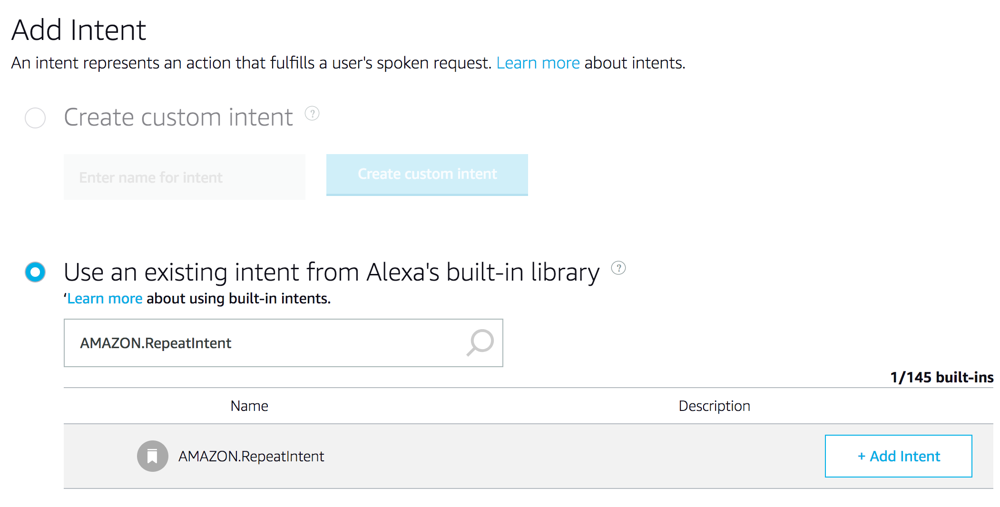 Add Intent
An intent represents an action that fulfills a user's spoken request. Learn more about intents.
Create custom intent ?
Enter name for intent
Create custom intent
Use an existing intent from Alexa's built-in library ?
‘Learn more about using built-in intents.
AMAZON.RepeatIntent
1/145 built-ins
Name Description
AMAZON.RepeatIntent + Add Intent